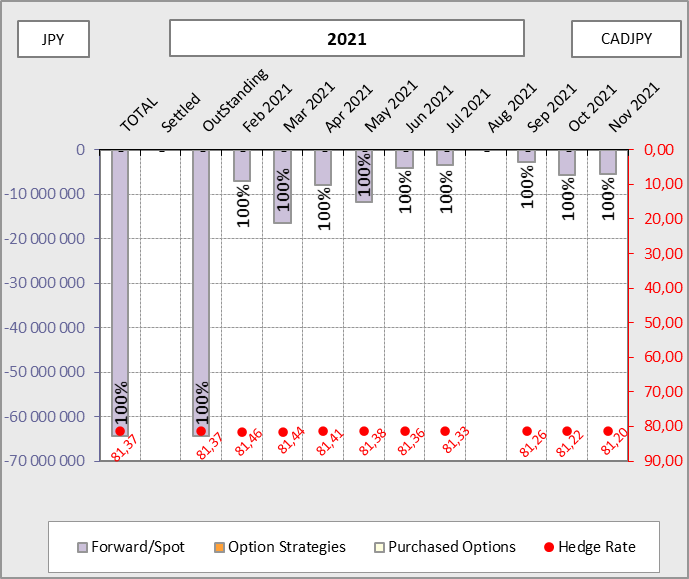 JPY
2021
CADJPY
TOTAL
Settled
OutStanding
Feb 2021
Mar 2021
Apr 2021
May 2021
Jun 2021
Jul 2021
Aug 2021
Sep 2021
Oct 2021
Nov 2021
0
-10 000 000
-20 000 000
-30 000 000
-40 000 000
-50 000 000
-60 000 000
-70 000 000
0,00
10,00
20,00
30,00
40,00
50,00
60,00
70,00
80,00
90,00
100%
100%
100%
100%
100%
100%
100%
100%
100%
100%
100%
81,37
81,37
81,46
81,44
81,41
81,38
81,36
81,33
81,26
81,22
81,20
Forward/Spot
Option Strategies
Purchased Options
Hedge Rate